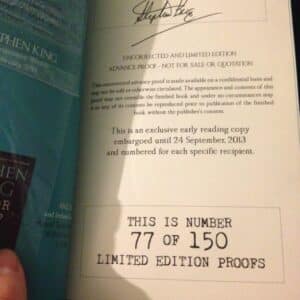 PHEN KING
Stephen King
UNCORRECTED AND LIMITED EDITION
ADVANCE PROOF - NOT FOR SALE OR QUOTATION
This uncorrected advance proof is made available on a confidential basis and
may not be sold or otherwise circulated. The appearance and contents of this
proof may not resemble the finished book and under no circumstances may
it or any of its contents be reproduced prior to publication of the finished
book without the publisher's consent.
This is an exclusive early reading copy
embargoed until 24 September, 2013
and numbered for each specific recipient.
THIS IS NUMBER
77 OF 150
LIMITED EDITION PROOFS
PHEN
NG
OR